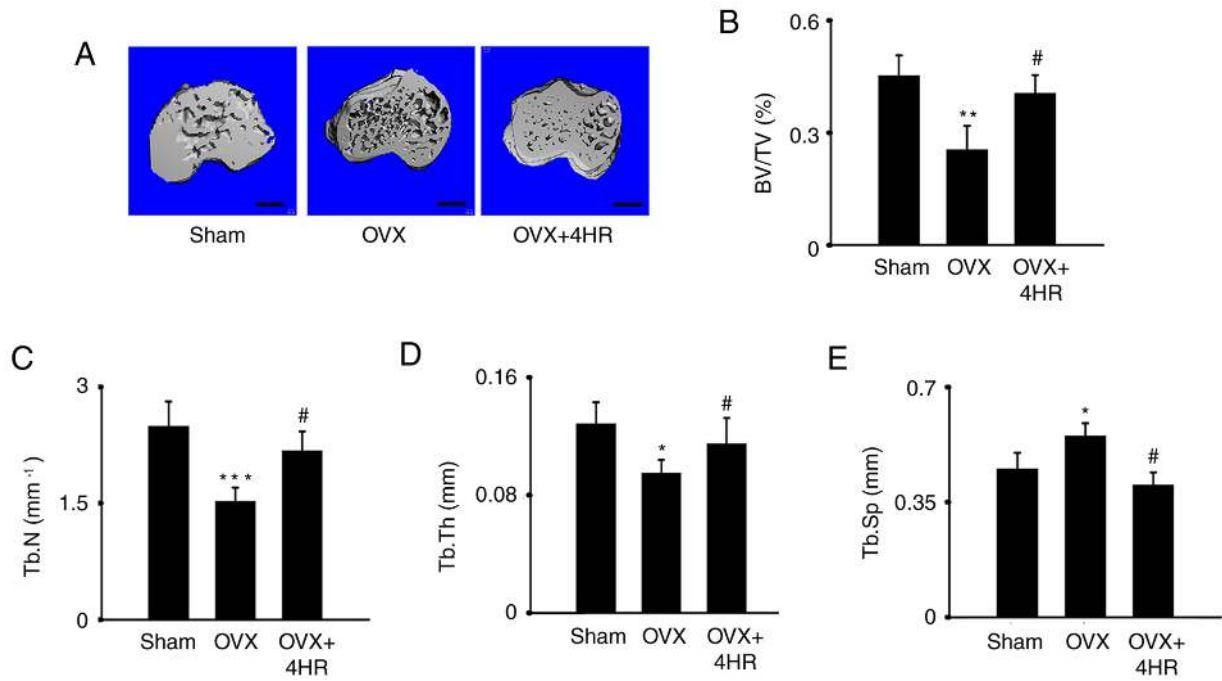 A
Sham
OVX
OVX+4HR
B
BV/TV (%)
0.6
0.3
0
**
#
Sham
OVX
OVX+
4HR
C
Tb.N (mm -1)
3
1.5
0
***
#
Sham
OVX
OVX+
4HR
D
Tb.Th (mm)
0.16
0.08
0
*
#
Sham
OVX
OVX+
4HR
E
Tb.Sp (mm)
0.7
0.35
0
*
#
Sham
OVX
OVX+
4HR